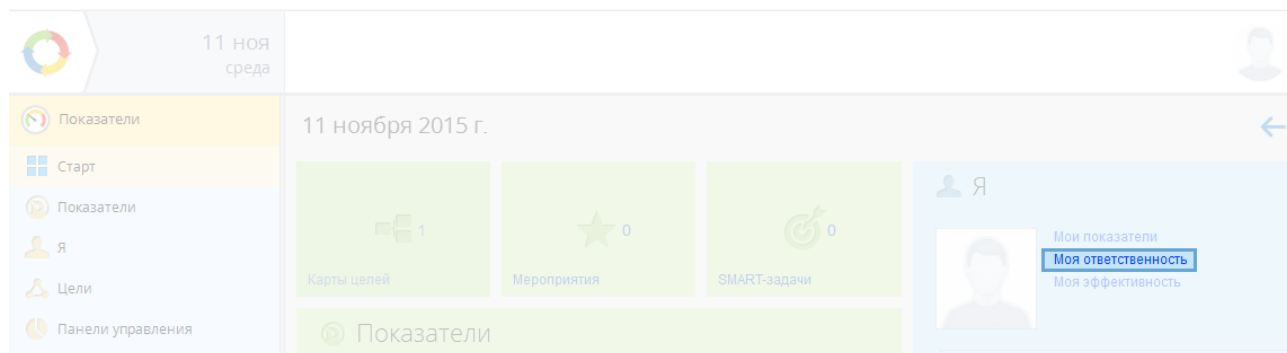 11 ноя
среда
Показатели
Старт
Показатели
Я
Цели
Панели управления
11 ноября 2015 г.
1
Карты целей
0
Мероприятия
0
SMART-задачи
Показатели
Я
Мои показатели
Моя ответственность
Моя эффективность